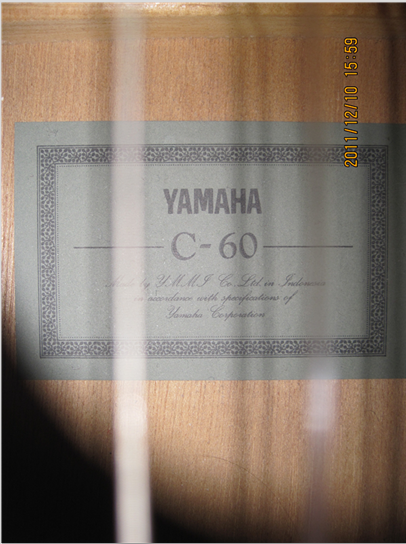 2011/12/10 15:59
YAMAHA
C-60
Made by YMMI Co., Ltd. in Indonesia
in accordance with specifications of
Yamaha Corporation